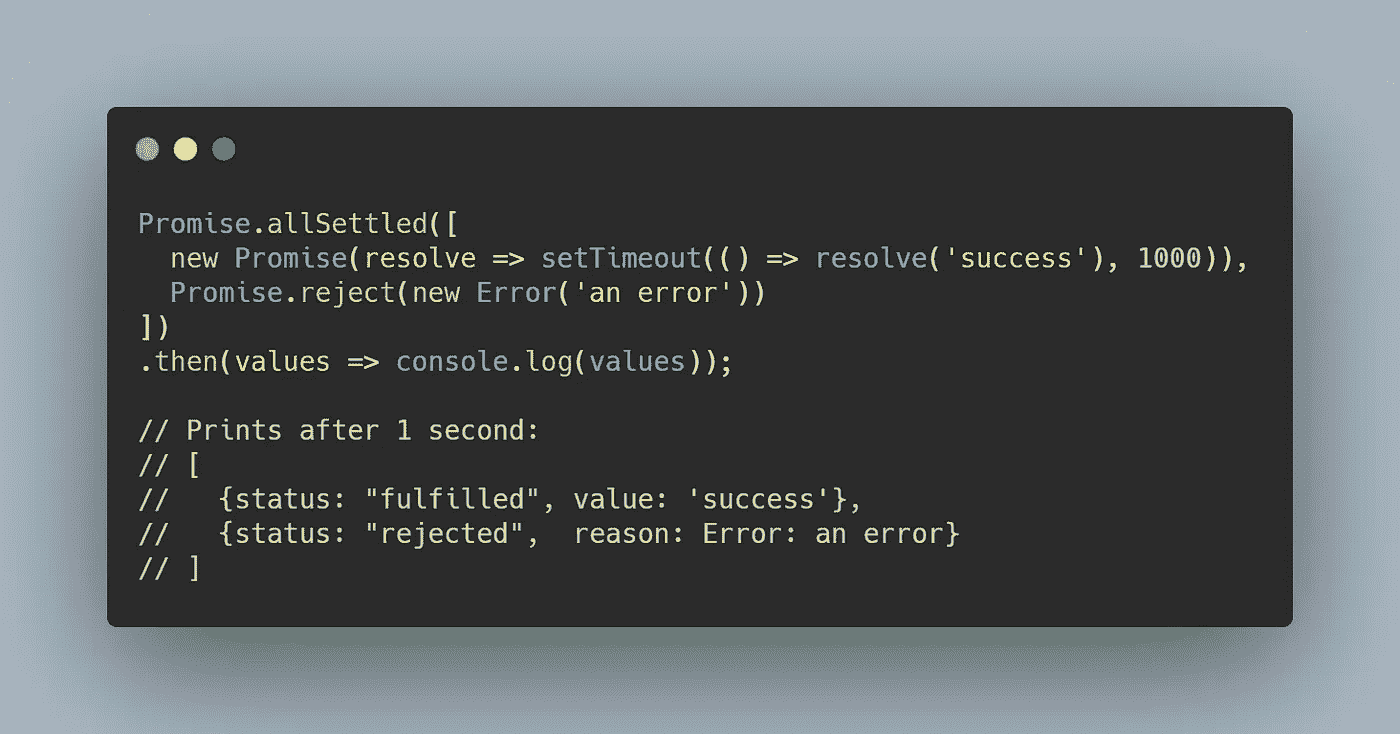 Promise.allSettled([
  new Promise(resolve => setTimeout(() => resolve('success'), 1000)),
  Promise.reject(new Error('an error'))
])
.then(values => console.log(values));

// Prints after 1 second:
// [
//   {status: "fulfilled", value: 'success'},
//   {status: "rejected",  reason: Error: an error}
// ]